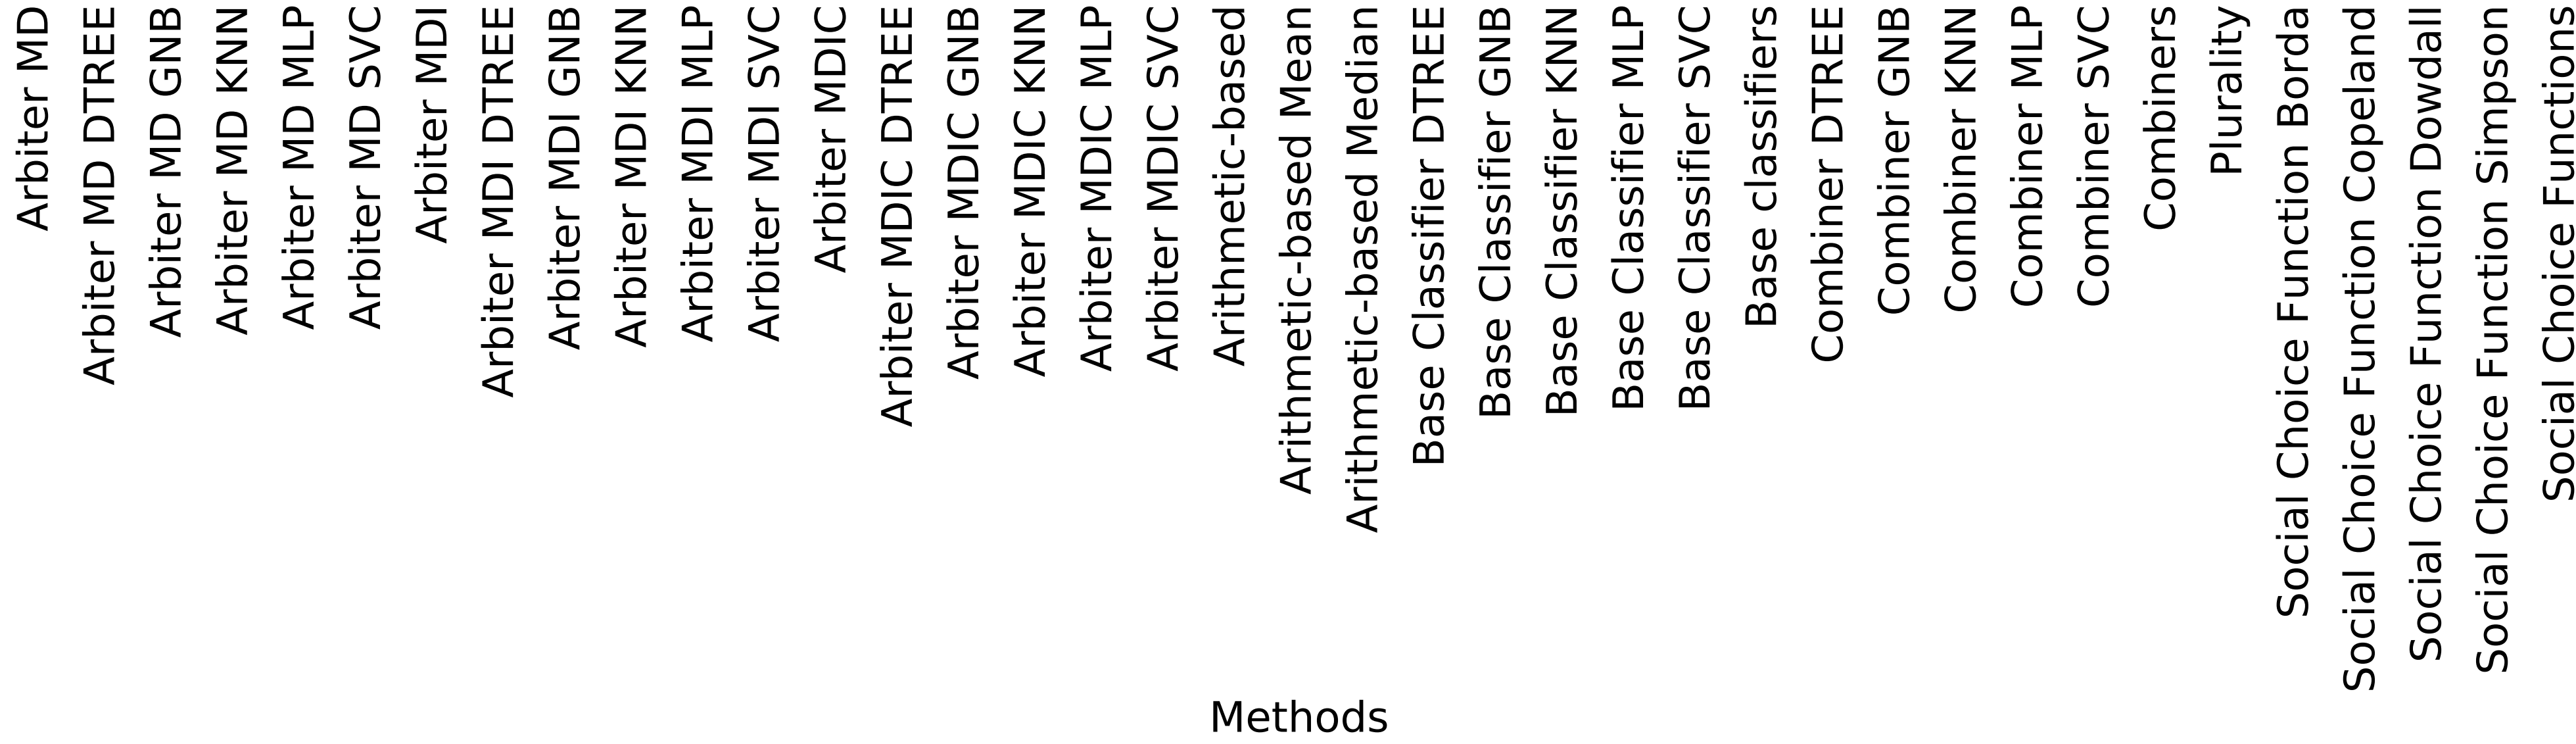 Arbiter MD
Arbiter MD DTREE
Arbiter MD GNB
Arbiter MD KNN
Arbiter MD MLP
Arbiter MD SVC
Arbiter MDI
Arbiter MDI DTREE
Arbiter MDI GNB
Arbiter MDI KNN
Arbiter MDI MLP
Arbiter MDI SVC
Arbiter MDIC
Arbiter MDIC DTREE
Arbiter MDIC GNB
Arbiter MDIC KNN
Arbiter MDIC MLP
Arbiter MDIC SVC
Arithmetic-based
Arithmetic-based Mean
Arithmetic-based Median
Base Classifier DTREE
Base Classifier GNB
Base Classifier KNN
Base Classifier MLP
Base Classifier SVC
Base classifiers
Combiner DTREE
Combiner GNB
Combiner KNN
Combiner MLP
Combiner SVC
Combiners
Plurality
Social Choice Function Borda
Social Choice Function Copeland
Social Choice Function Dowdall
Social Choice Function Simpson
Social Choice Functions
Methods